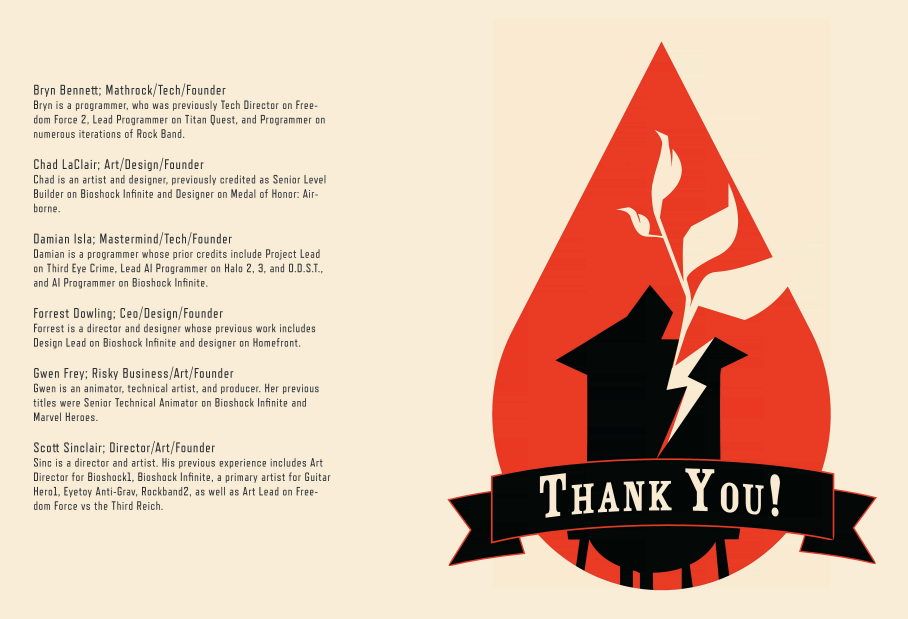 Bryn Bennett; Mathrock/Tech/Founder
Bryn is a programmer, who was previously Tech Director on Free-
dom Force 2, Lead Programmer on Titan Quest, and Programmer on
numerous iterations of Rock Band.
Chad LaClair; Art/Design/Founder
Chad is an artist and designer, previously credited as Senior Level
Builder on Bioshock Infinite and Designer on Medal of Honor: Air-
borne.
Damian Isla; Mastermind/Tech/Founder
Damian is a programmer whose prior credits include Project Lead
on Third Eye Crime, Lead AI Programmer on Halo 2, 3, and O.D.S.T.,
and AI Programmer on Bioshock Infinite.
Forrest Dowling; Ceo/Design/Founder
Forrest is a director and designer whose previous work includes
Design Lead on Bioshock Infinite and designer on Homefront.
Gwen Frey; Risky Business/Art/Founder
Gwen is an animator, technical artist, and producer. Her previous
titles were Senior Technical Animator on Bioshock Infinite and
Marvel Heroes.
Scott Sinclair; Director/Art/Founder
Sinc is a director and artist. His previous experience includes Art
Director for Bioshock1, Bioshock Infinite, a primary artist for Guitar
Hero1, Eyetoy Anti-Grav, Rockband2, as well as Art Lead on Free-
dom Force vs the Third Reich.
Thank You!